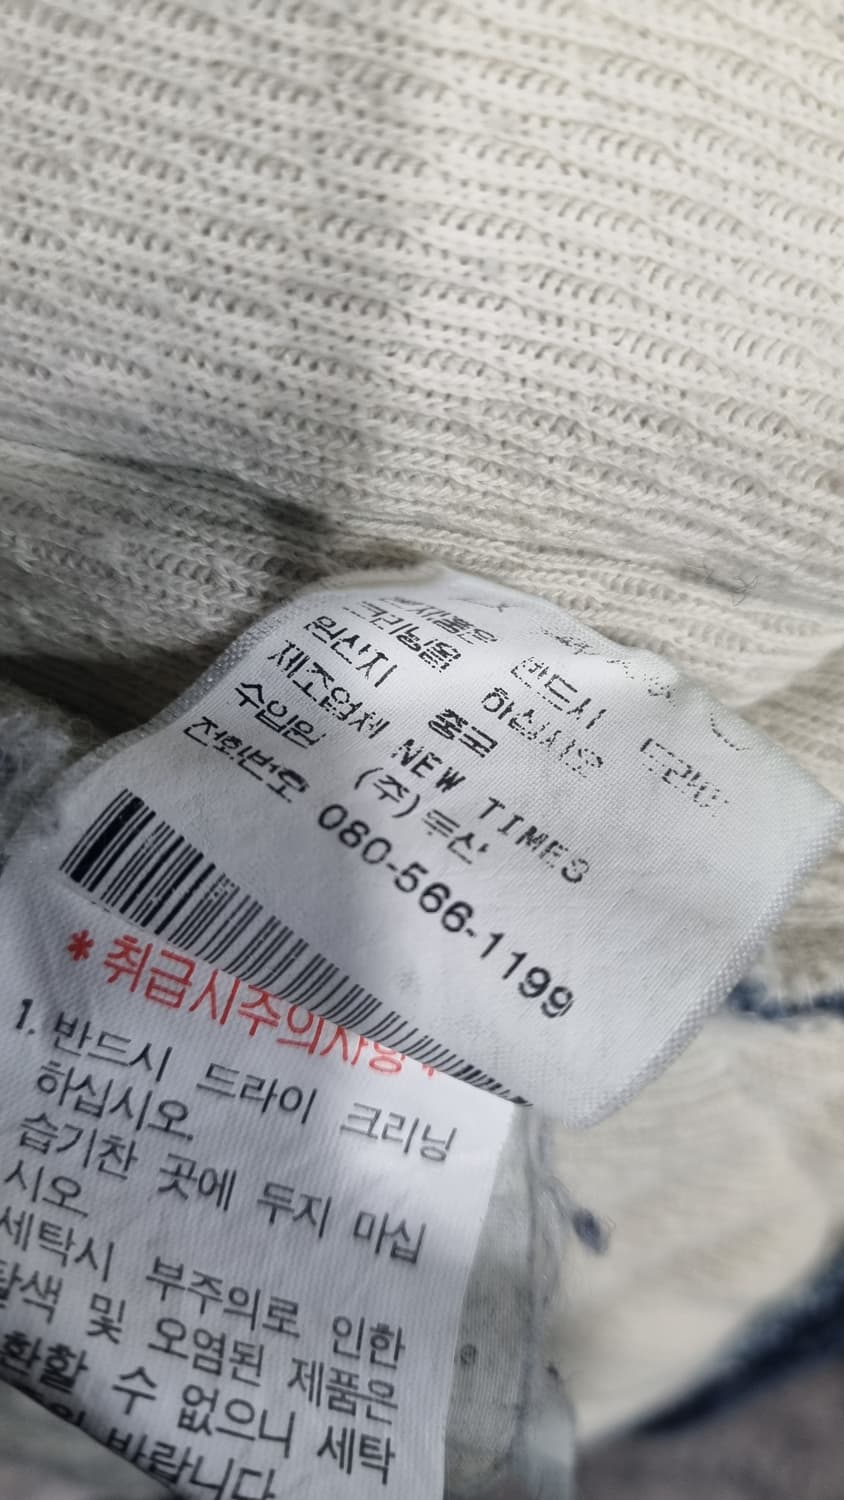 본제품은 반드시 드라이
크리닝을 하십시오
원산지 중국
제조업체 NEW TIMES
수입원 (주)두산
전화번호 080-566-1199
*취급시주의사항*
1. 반드시 드라이 크리닝
하십시오.
습기찬 곳에 두지 마십
시오
세탁시 부주의로 인한
탈색 및 오염된 제품은
환할 수 없으니 세탁
바랍니다